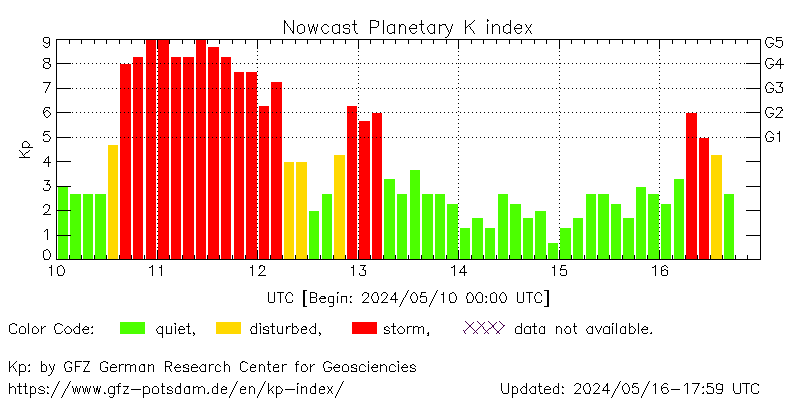 Nowcast Planetary K index
9 G5
8 G4
7 G3
6 G2
5 G1
4
3
2
1
0
Kp
10 11 12 13 14 15 16
UTC [Begin: 2024/05/10 00:00 UTC]
Color Code: quiet, disturbed, storm, data not available.
Kp: by GFZ German Research Center for Geosciencies
https://www.gfz-potsdam.de/en/kp-index/ Updated: 2024/05/16-17:59 UTC